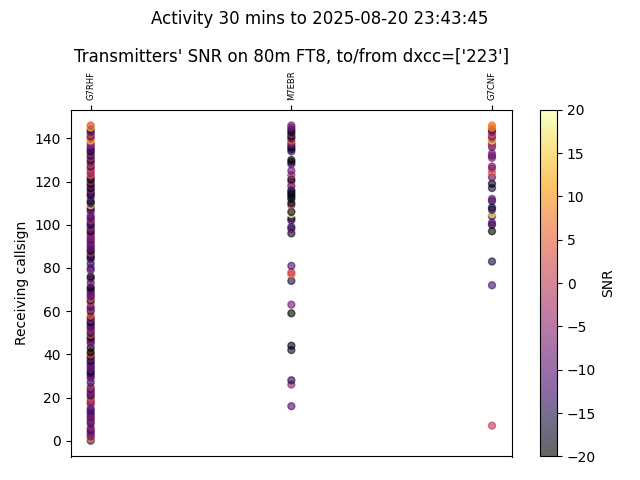 Activity 30 mins to 2025-08-20 23:43:45
Transmitters' SNR on 80m FT8, to/from dxcc=['223']
G7RHF
M7EBR
G7CNF
Receiving callsign
140
120
100
80
60
40
20
0
20
15
10
5
0
−5
−10
−15
−20
SNR